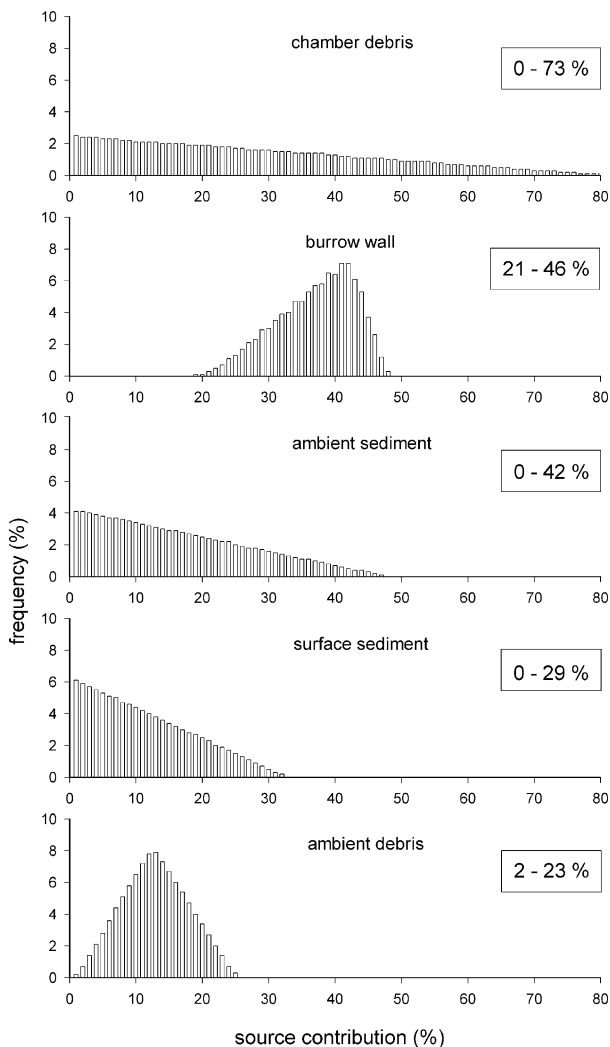 10
chamber debris
8
0 - 73 %
6
4
2
0
0 10 20 30 40 50 60 70 80
10
burrow wall
8
21 - 46 %
6
4
2
0
0 10 20 30 40 50 60 70 80
10
ambient sediment
8
0 - 42 %
6
4
2
0
0 10 20 30 40 50 60 70 80
frequency (%)
10
surface sediment
8
0 - 29 %
6
4
2
0
0 10 20 30 40 50 60 70 80
10
ambient debris
8
2 - 23 %
6
4
2
0
0 10 20 30 40 50 60 70 80
source contribution (%)